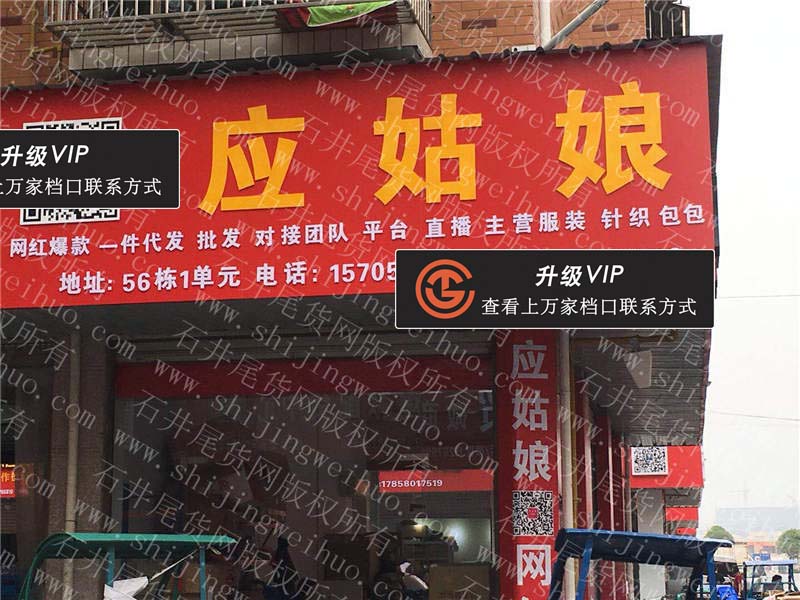 应姑娘
升级VIP
上万家档口联系方式
网红爆款 一件代发 批发 对接团队 平台 直播 主营服装 针织 包包
地址: 56栋1单元 电话: 15705
升级VIP
查看上万家档口联系方式
应姑娘
网
17858017519
石井尾货网版权所有
www.shijingweihuo.com